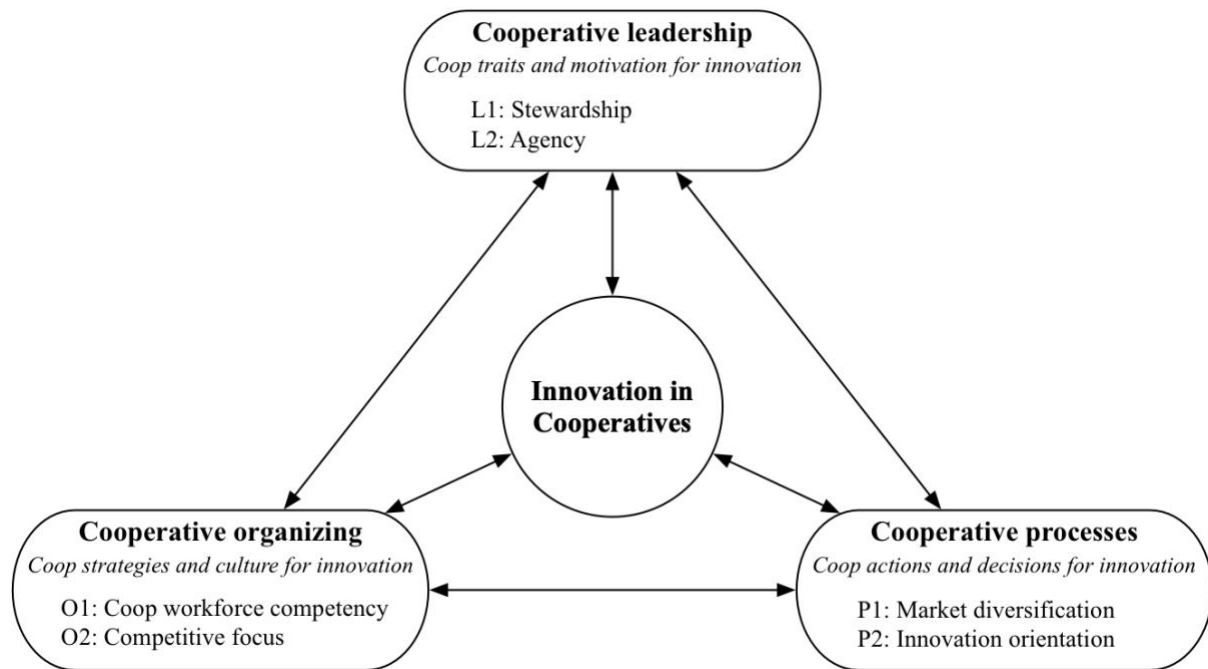 Cooperative leadership
Coop traits and motivation for innovation
L1: Stewardship
L2: Agency
Innovation in
Cooperatives
Cooperative organizing
Coop strategies and culture for innovation
O1: Coop workforce competency
O2: Competitive focus
Cooperative processes
Coop actions and decisions for innovation
P1: Market diversification
P2: Innovation orientation